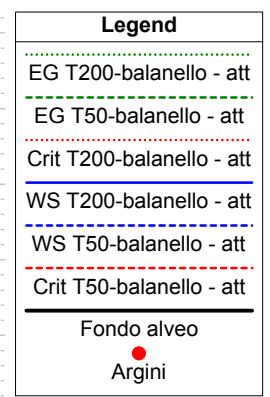 Legend
EG T200-balanello - att
EG T50-balanello - att
Crit T200-balanello - att
WS T200-balanello - att
WS T50-balanello - att
Crit T50-balanello - att
Fondo alveo
Argini